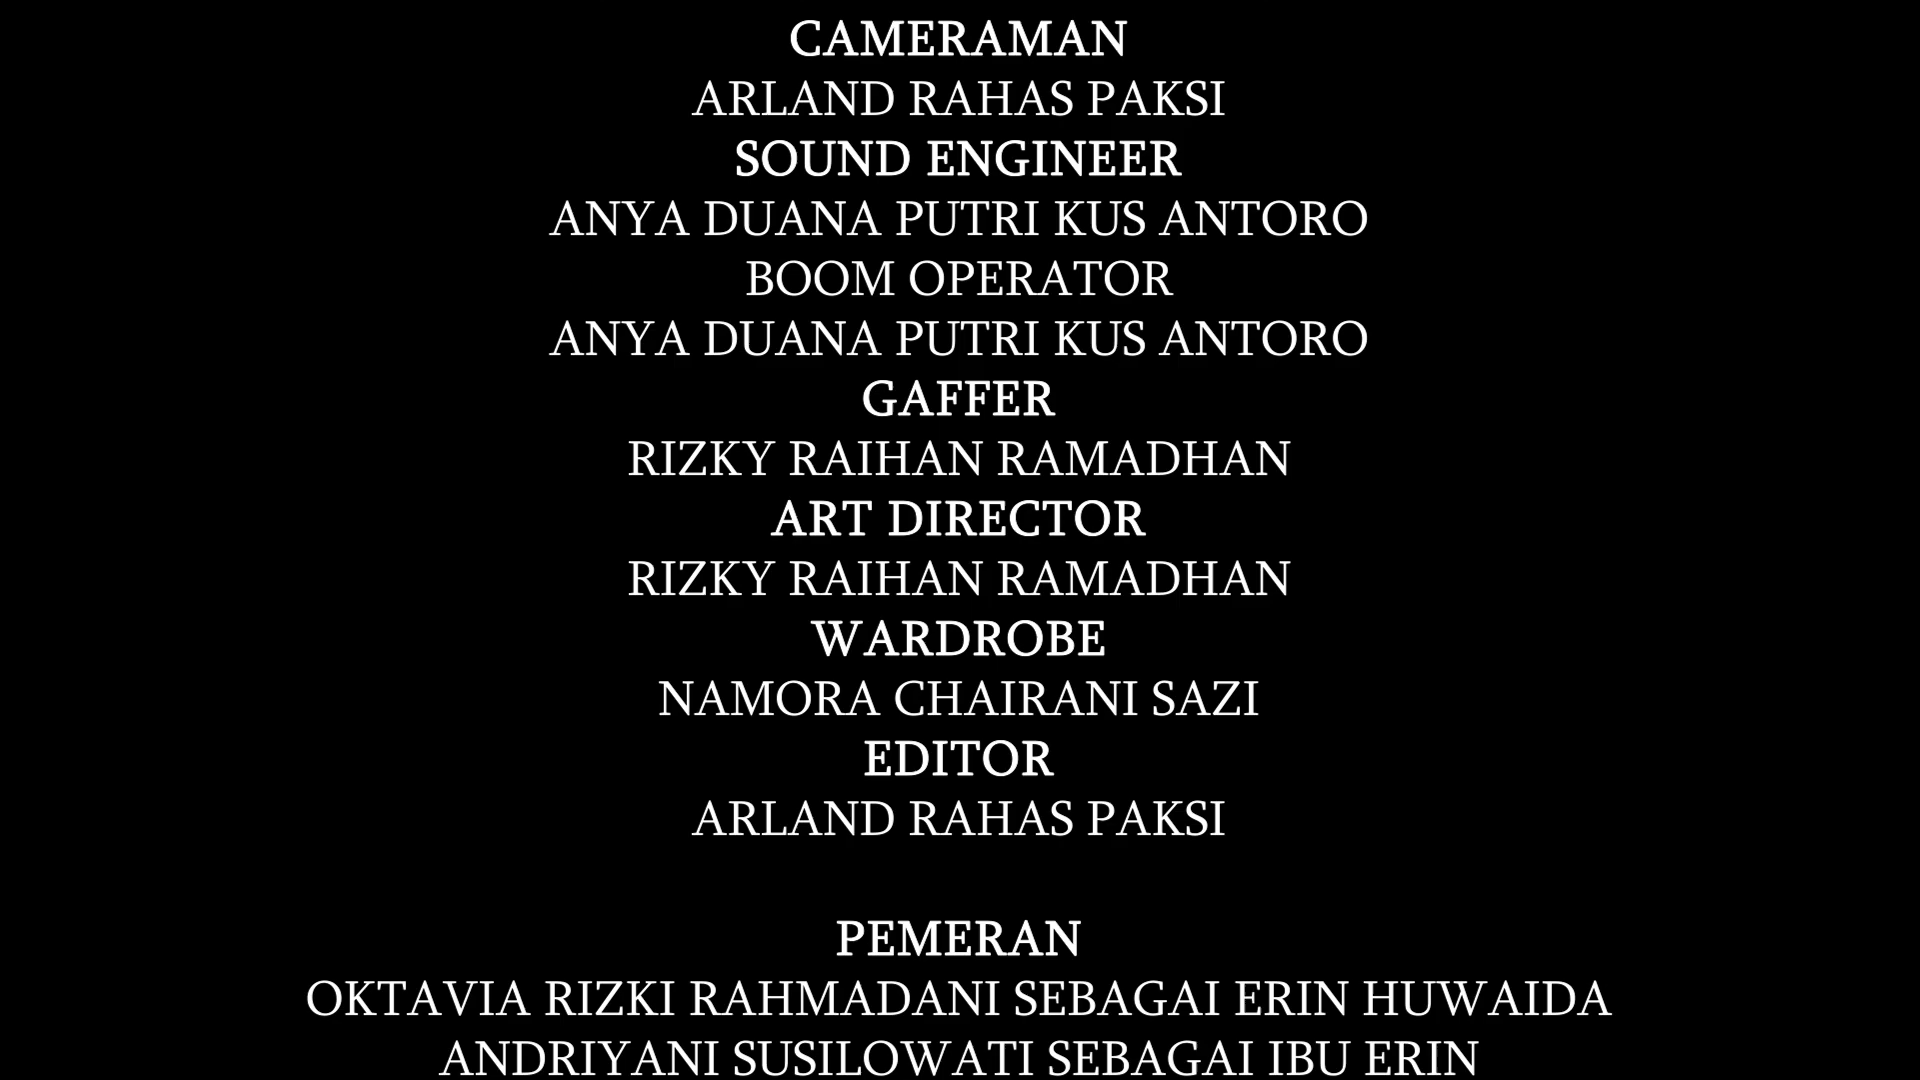 CAMERAMAN
ARLAND RAHAS PAKSI
SOUND ENGINEER
ANYA DUANA PUTRI KUS ANTORO
BOOM OPERATOR
ANYA DUANA PUTRI KUS ANTORO
GAFFER
RIZKY RAIHAN RAMADHAN
ART DIRECTOR
RIZKY RAIHAN RAMADHAN
WARDROBE
NAMORA CHAIRANI SAZI
EDITOR
ARLAND RAHAS PAKSI
PEMERAN
OKTAVIA RIZKI RAHMADANI SEBAGAI ERIN HUWAIDA
ANDRIYANI SUSILOWATI SEBAGAI IBU ERIN